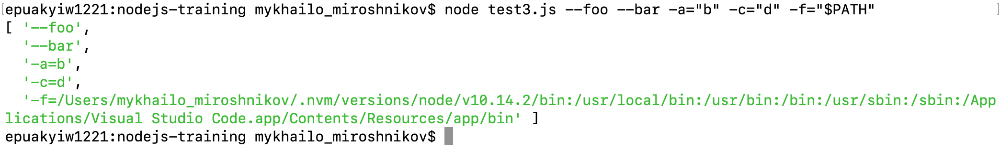 [epuakyiw1221:nodejs-training mykhailo_miroshnikov$ node test3.js --foo --bar -a="b" -c="d" -f="$PATH" ]
[ '--foo',
'--bar',
'-a=b',
'-c=d',
'-f=/Users/mykhailo_miroshnikov/.nvm/versions/node/v10.14.2/bin:/usr/local/bin:/usr/bin:/bin:/usr/sbin:/sbin:/App
lications/Visual Studio Code.app/Contents/Resources/app/bin' ]
epuakyiw1221:nodejs-training mykhailo_miroshnikov$